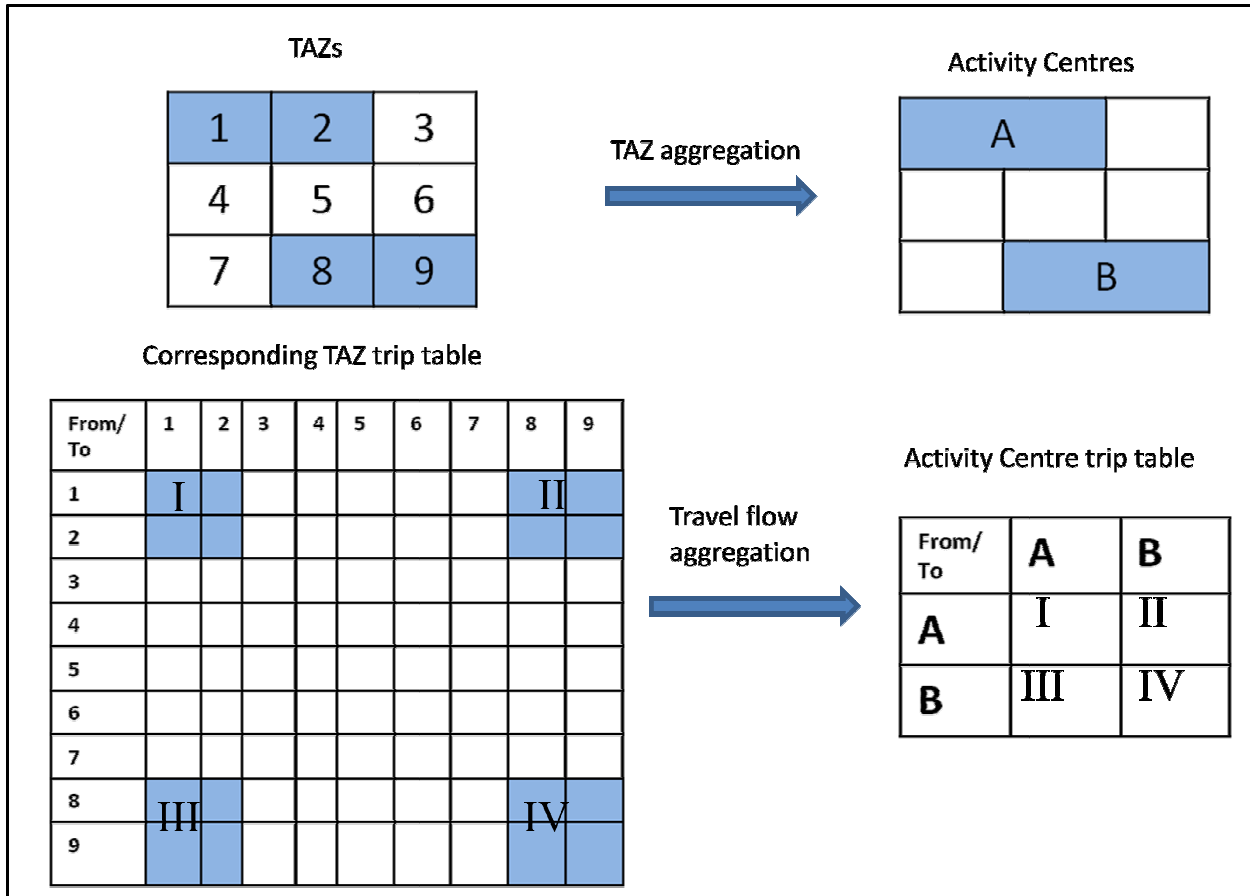 TAZs
1 2 3
4 5 6
7 8 9
TAZ aggregation
Activity Centres
A
B
Corresponding TAZ trip table
From/ 1 2 3 4 5 6 7 8 9
To
1 I II
2
3
4
5
6
7
8
III IV
9
Travel flow
aggregation
Activity Centre trip table
From/
To A B
A I II
B III IV